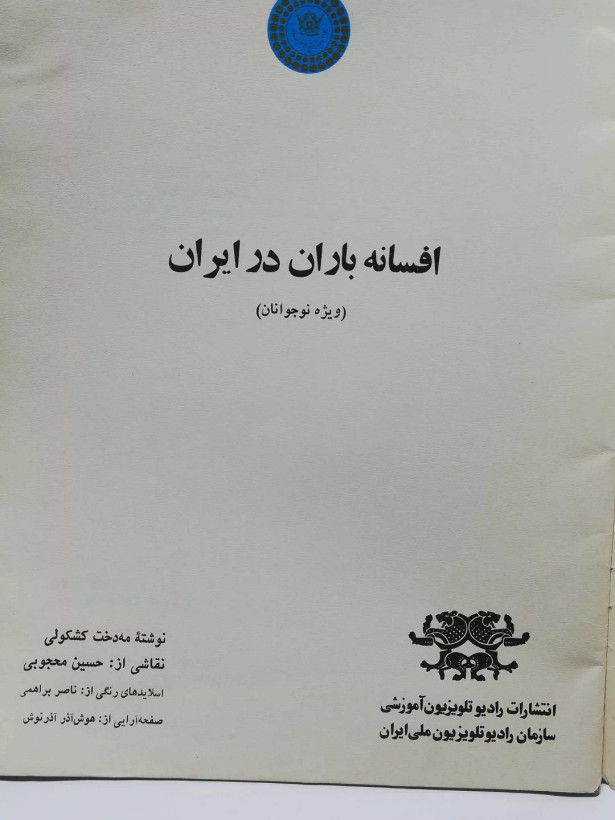 افسانه باران در ایران
(ویژه نوجوانان)
نوشتهٔ مه‌دخت کشکولی
نقاشی از: حسین محجوبی
اسلایدهای رنگی از: ناصر براهمی
صفحه‌آرایی از: هوش‌آذر آذرنوش
انتشارات رادیو تلویزیون آموزشی
سازمان رادیو تلویزیون ملی ایران